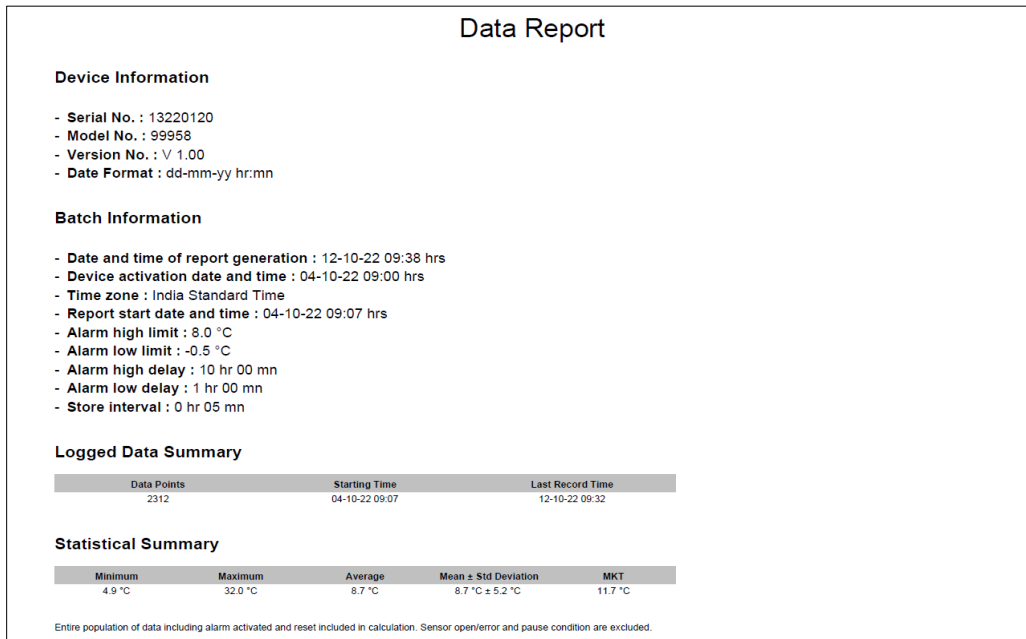 Data Report
Device Information
- Serial No. : 13220120
- Model No. : 99958
- Version No. : V 1.00
- Date Format : dd-mm-yy hr:mn
Batch Information
- Date and time of report generation : 12-10-22 09:38 hrs
- Device activation date and time : 04-10-22 09:00 hrs
- Time zone : India Standard Time
- Report start date and time : 04-10-22 09:07 hrs
- Alarm high limit : 8.0 °C
- Alarm low limit : -0.5 °C
- Alarm high delay : 10 hr 00 mn
- Alarm low delay : 1 hr 00 mn
- Store interval : 0 hr 05 mn
Logged Data Summary
Data Points Starting Time Last Record Time
2312 04-10-22 09:07 12-10-22 09:32
Statistical Summary
Minimum Maximum Average Mean ± Std Deviation MKT
4.9 °C 32.0 °C 8.7 °C 8.7 °C ± 5.2 °C 11.7 °C
Entire population of data including alarm activated and reset included in calculation. Sensor open/error and pause condition are excluded.